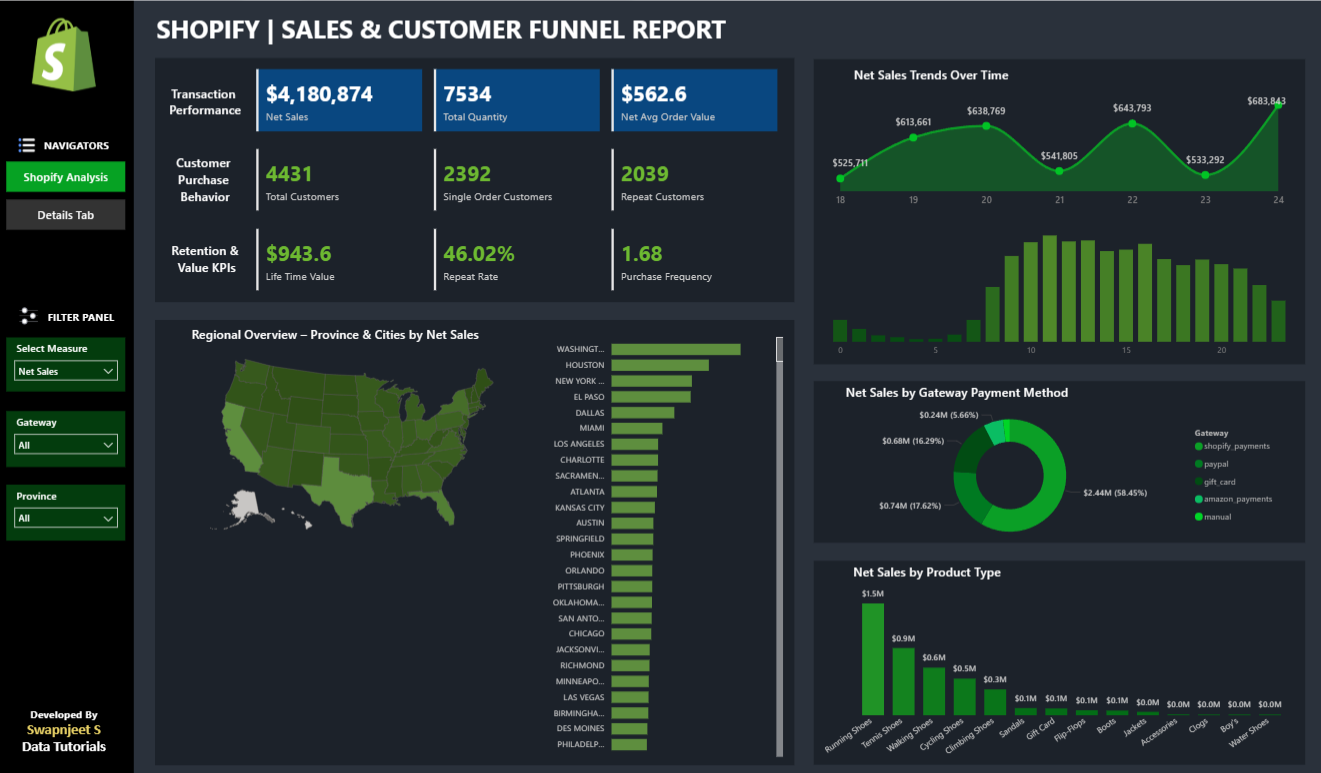 SHOPIFY | SALES & CUSTOMER FUNNEL REPORT
S
NAVIGATORS
Shopify Analysis
Details Tab
FILTER PANEL
Select Measure
Net Sales
Gateway
All
Province
All
Developed By
Swapnjeet S
Data Tutorials
Transaction
Performance
$4,180,874
Net Sales
7534
Total Quantity
$562.6
Net Avg Order Value
Customer
Purchase
Behavior
4431
Total Customers
2392
Single Order Customers
2039
Repeat Customers
Retention &
Value KPIs
$943.6
Life Time Value
46.02%
Repeat Rate
1.68
Purchase Frequency
Regional Overview – Province & Cities by Net Sales
WASHINGT...
HOUSTON
NEW YORK ...
EL PASO
DALLAS
MIAMI
LOS ANGELES
CHARLOTTE
SACRAMEN...
ATLANTA
KANSAS CITY
AUSTIN
SPRINGFIELD
PHOENIX
ORLANDO
PITTSBURGH
OKLAHOMA...
SAN ANTO...
CHICAGO
JACKSONVI...
RICHMOND
MINNEAPO...
LAS VEGAS
BIRMINGHA...
DES MOINES
PHILADELP...
Net Sales Trends Over Time
$525,711
$613,661
$638,769
$541,805
$643,793
$533,292
$683,843
18
19
20
21
22
23
24
0
5
10
15
20
Net Sales by Gateway Payment Method
$0.24M (5.66%)
$0.68M (16.29%)
$0.74M (17.62%)
$2.44M (58.45%)
Gateway
shopify_payments
paypal
gift_card
amazon_payments
manual
Net Sales by Product Type
$1.5M
$0.9M
$0.6M
$0.5M
$0.3M
$0.1M
$0.1M
$0.1M
$0.1M
$0.0M
$0.0M
$0.0M
$0.0M
$0.0M
Running Shoes
Tennis Shoes
Walking Shoes
Cycling Shoes
Climbing Shoes
Sandals
Gift Card
Flip-Flops
Boots
Jackets
Accessories
Clogs
Boy's
Water Shoes